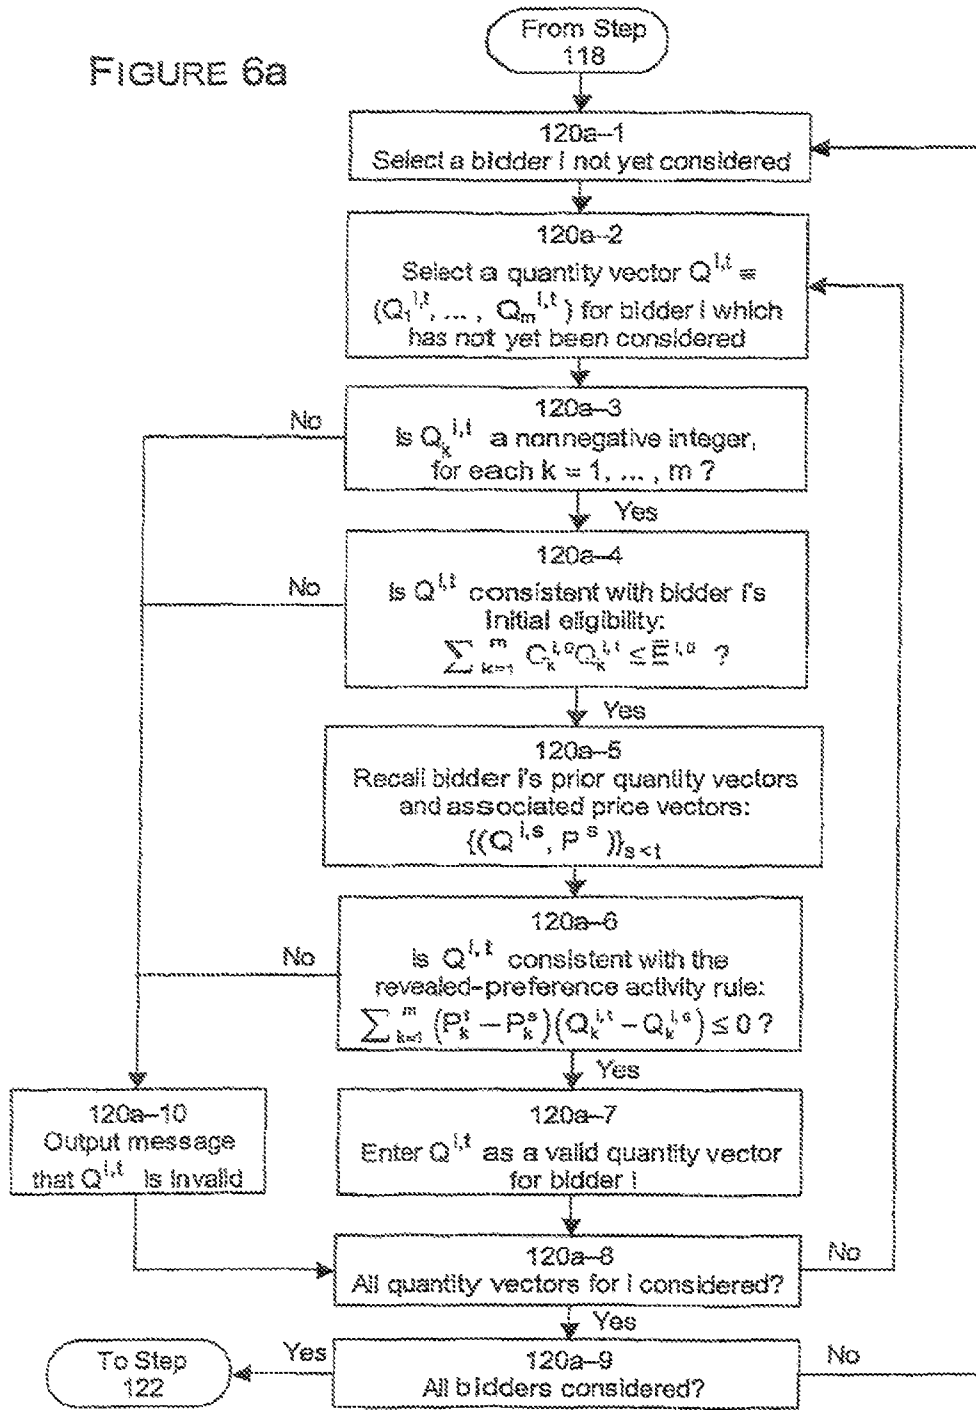 FIGURE 6a
From Step
118
120a–1
Select a bidder i not yet considered
120a–2
Select a quantity vector Q^{i,t} =
(Q_1^{i,t}, ... , Q_m^{i,t}) for bidder i which
has not yet been considered
120a–3
No
Is Q_k^{i,t} a nonnegative integer,
for each k = 1, ... , m ?
Yes
120a–4
No
Is Q^{i,t} consistent with bidder i's
initial eligibility:
∑_{k=1}^m C_k^{i,0} Q_k^{i,t} ≤ Ē^{i,0} ?
Yes
120a–5
Recall bidder i's prior quantity vectors
and associated price vectors:
{(Q^{i,s}, P^s)}_{s<t}
120a–6
No
Is Q^{i,t} consistent with the
revealed-preference activity rule:
∑_{k=1}^m (P_k^t – P_k^s)(Q_k^{i,t} – Q_k^{i,s}) ≤ 0 ?
Yes
120a–10
Output message
that Q^{i,t} is invalid
120a–7
Enter Q^{i,t} as a valid quantity vector
for bidder i
120a–8
All quantity vectors for i considered?
No
Yes
120a–9
All bidders considered?
No
Yes
To Step
122